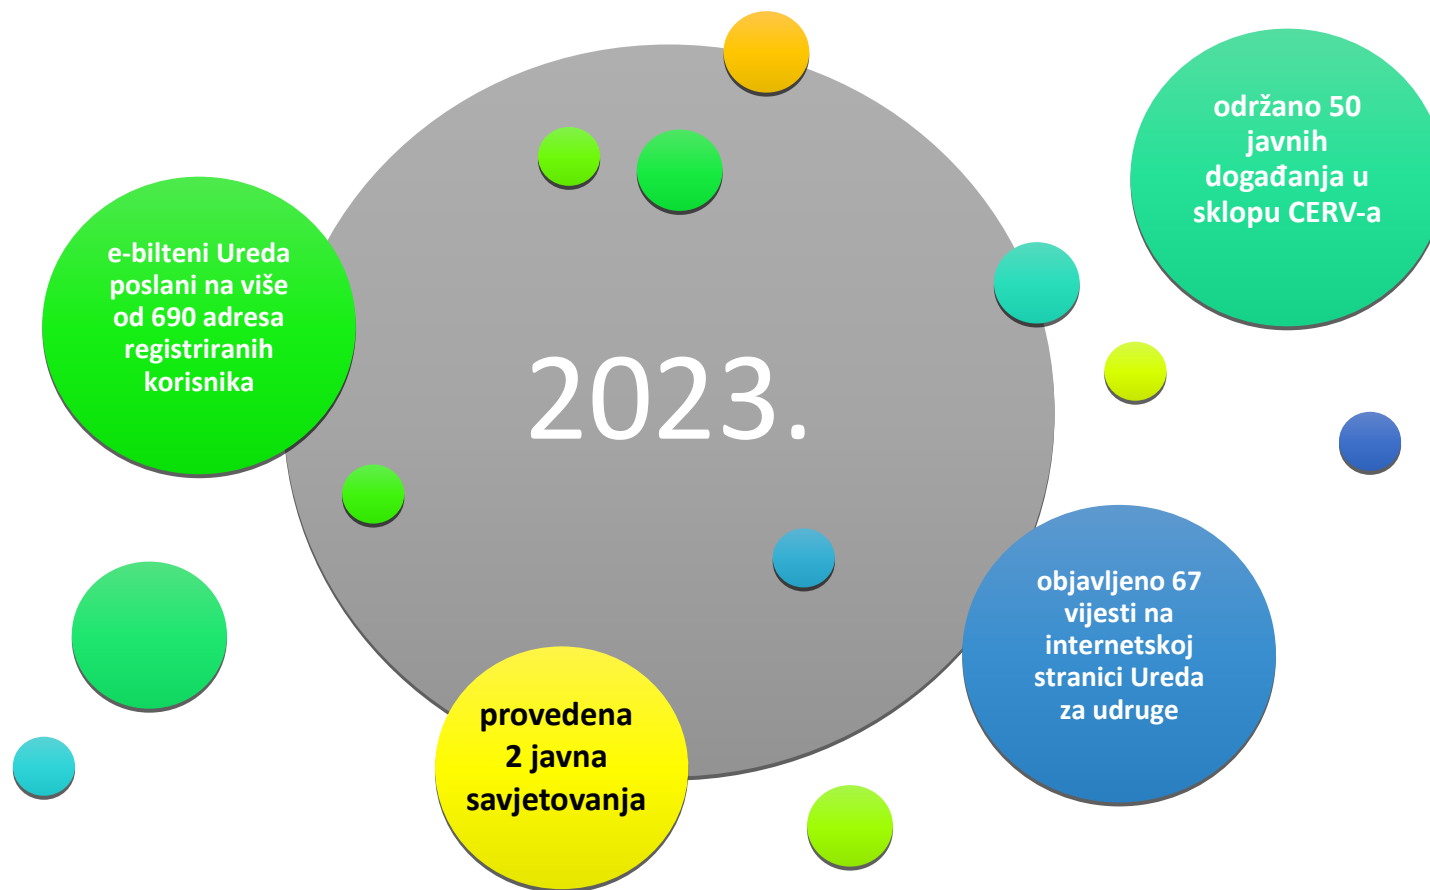 održano 50
javnih
događanja u
sklopu CERV-a
e-bilteni Ureda
poslani na više
od 690 adresa
registriranih
korisnika
2023.
objavljeno 67
vijesti na
internetskoj
stranici Ureda
za udruge
provedena
2 javna
savjetovanja